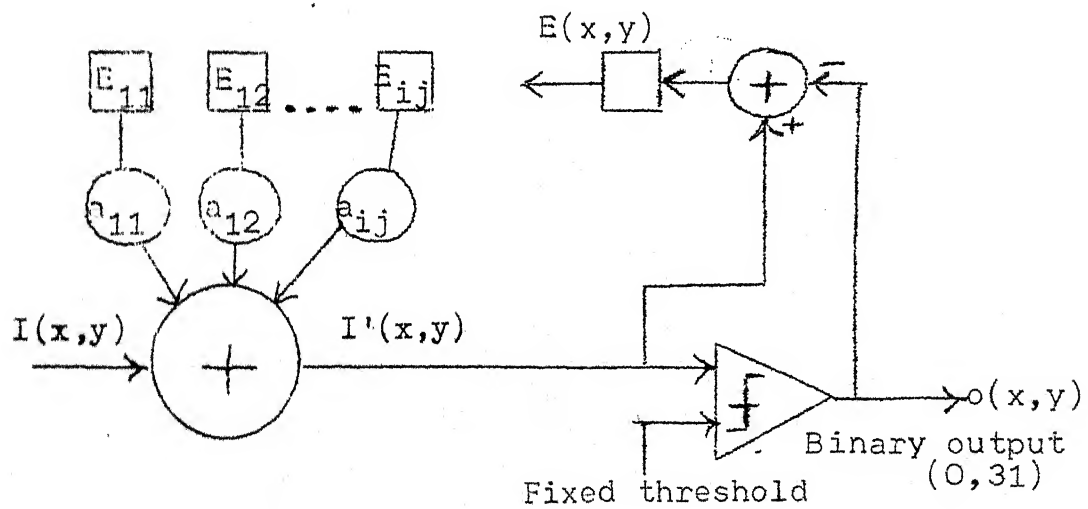 E(x,y)
E11 E12 .... Eij
- +
+
a11 a12 aij
I(x,y) I'(x,y)
+
o(x,y)
Binary output
(0,31)
Fixed threshold